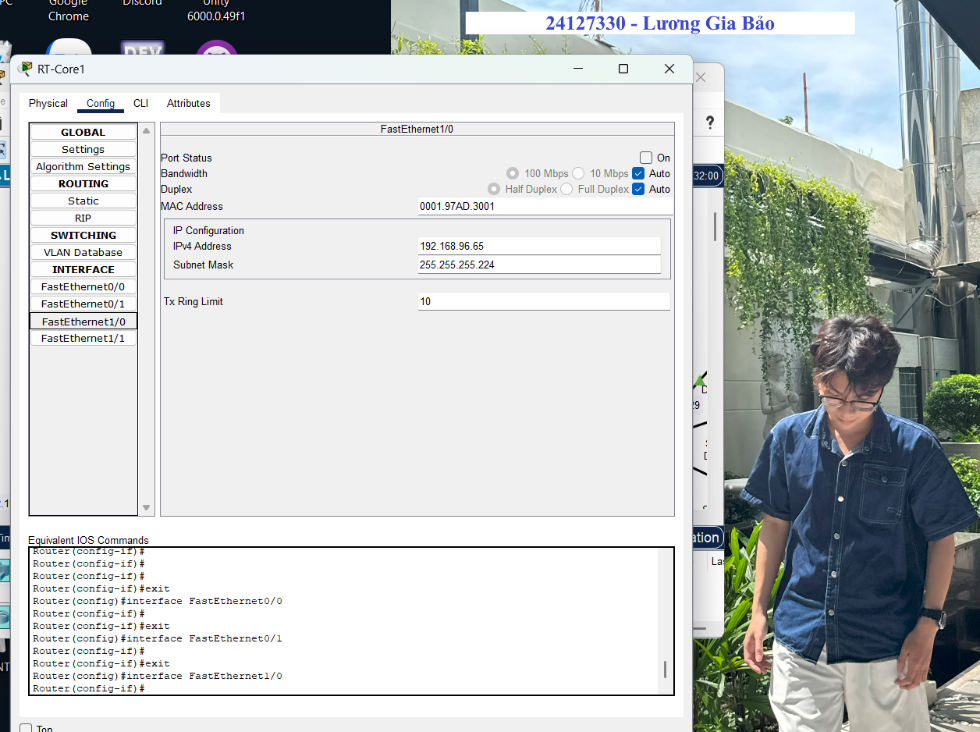 Google
Chrome
Discord
Unity
6000.0.49f1
DEV
24127330 - Lương Gia Bảo
RT-Core1
?
Physical
Config
CLI
Attributes
GLOBAL
Settings
Algorithm Settings
ROUTING
Static
RIP
SWITCHING
VLAN Database
INTERFACE
FastEthernet0/0
FastEthernet0/1
FastEthernet1/0
FastEthernet1/1
FastEthernet1/0
Port Status
On
Bandwidth
100 Mbps
10 Mbps
Auto
Duplex
Half Duplex
Full Duplex
Auto
MAC Address
0001.97AD.3001
IP Configuration
IPv4 Address
192.168.96.65
Subnet Mask
255.255.255.224
Tx Ring Limit
10
32:00
Equivalent IOS Commands
Router(config-if)#
Router(config-if)#
Router(config-if)#
Router(config-if)#exit
Router(config)#interface FastEthernet0/0
Router(config-if)#
Router(config-if)#exit
Router(config)#interface FastEthernet0/1
Router(config-if)#
Router(config-if)#exit
Router(config)#interface FastEthernet1/0
Router(config-if)#
Top